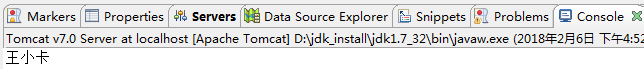 Markers Properties Servers Data Source Explorer Snippets Problems Console
Tomcat v7.0 Server at localhost [Apache Tomcat] D:\jdk_install\jdk1.7_32\bin\javaw.exe (2018年2月6日 下午4:52
王小卡